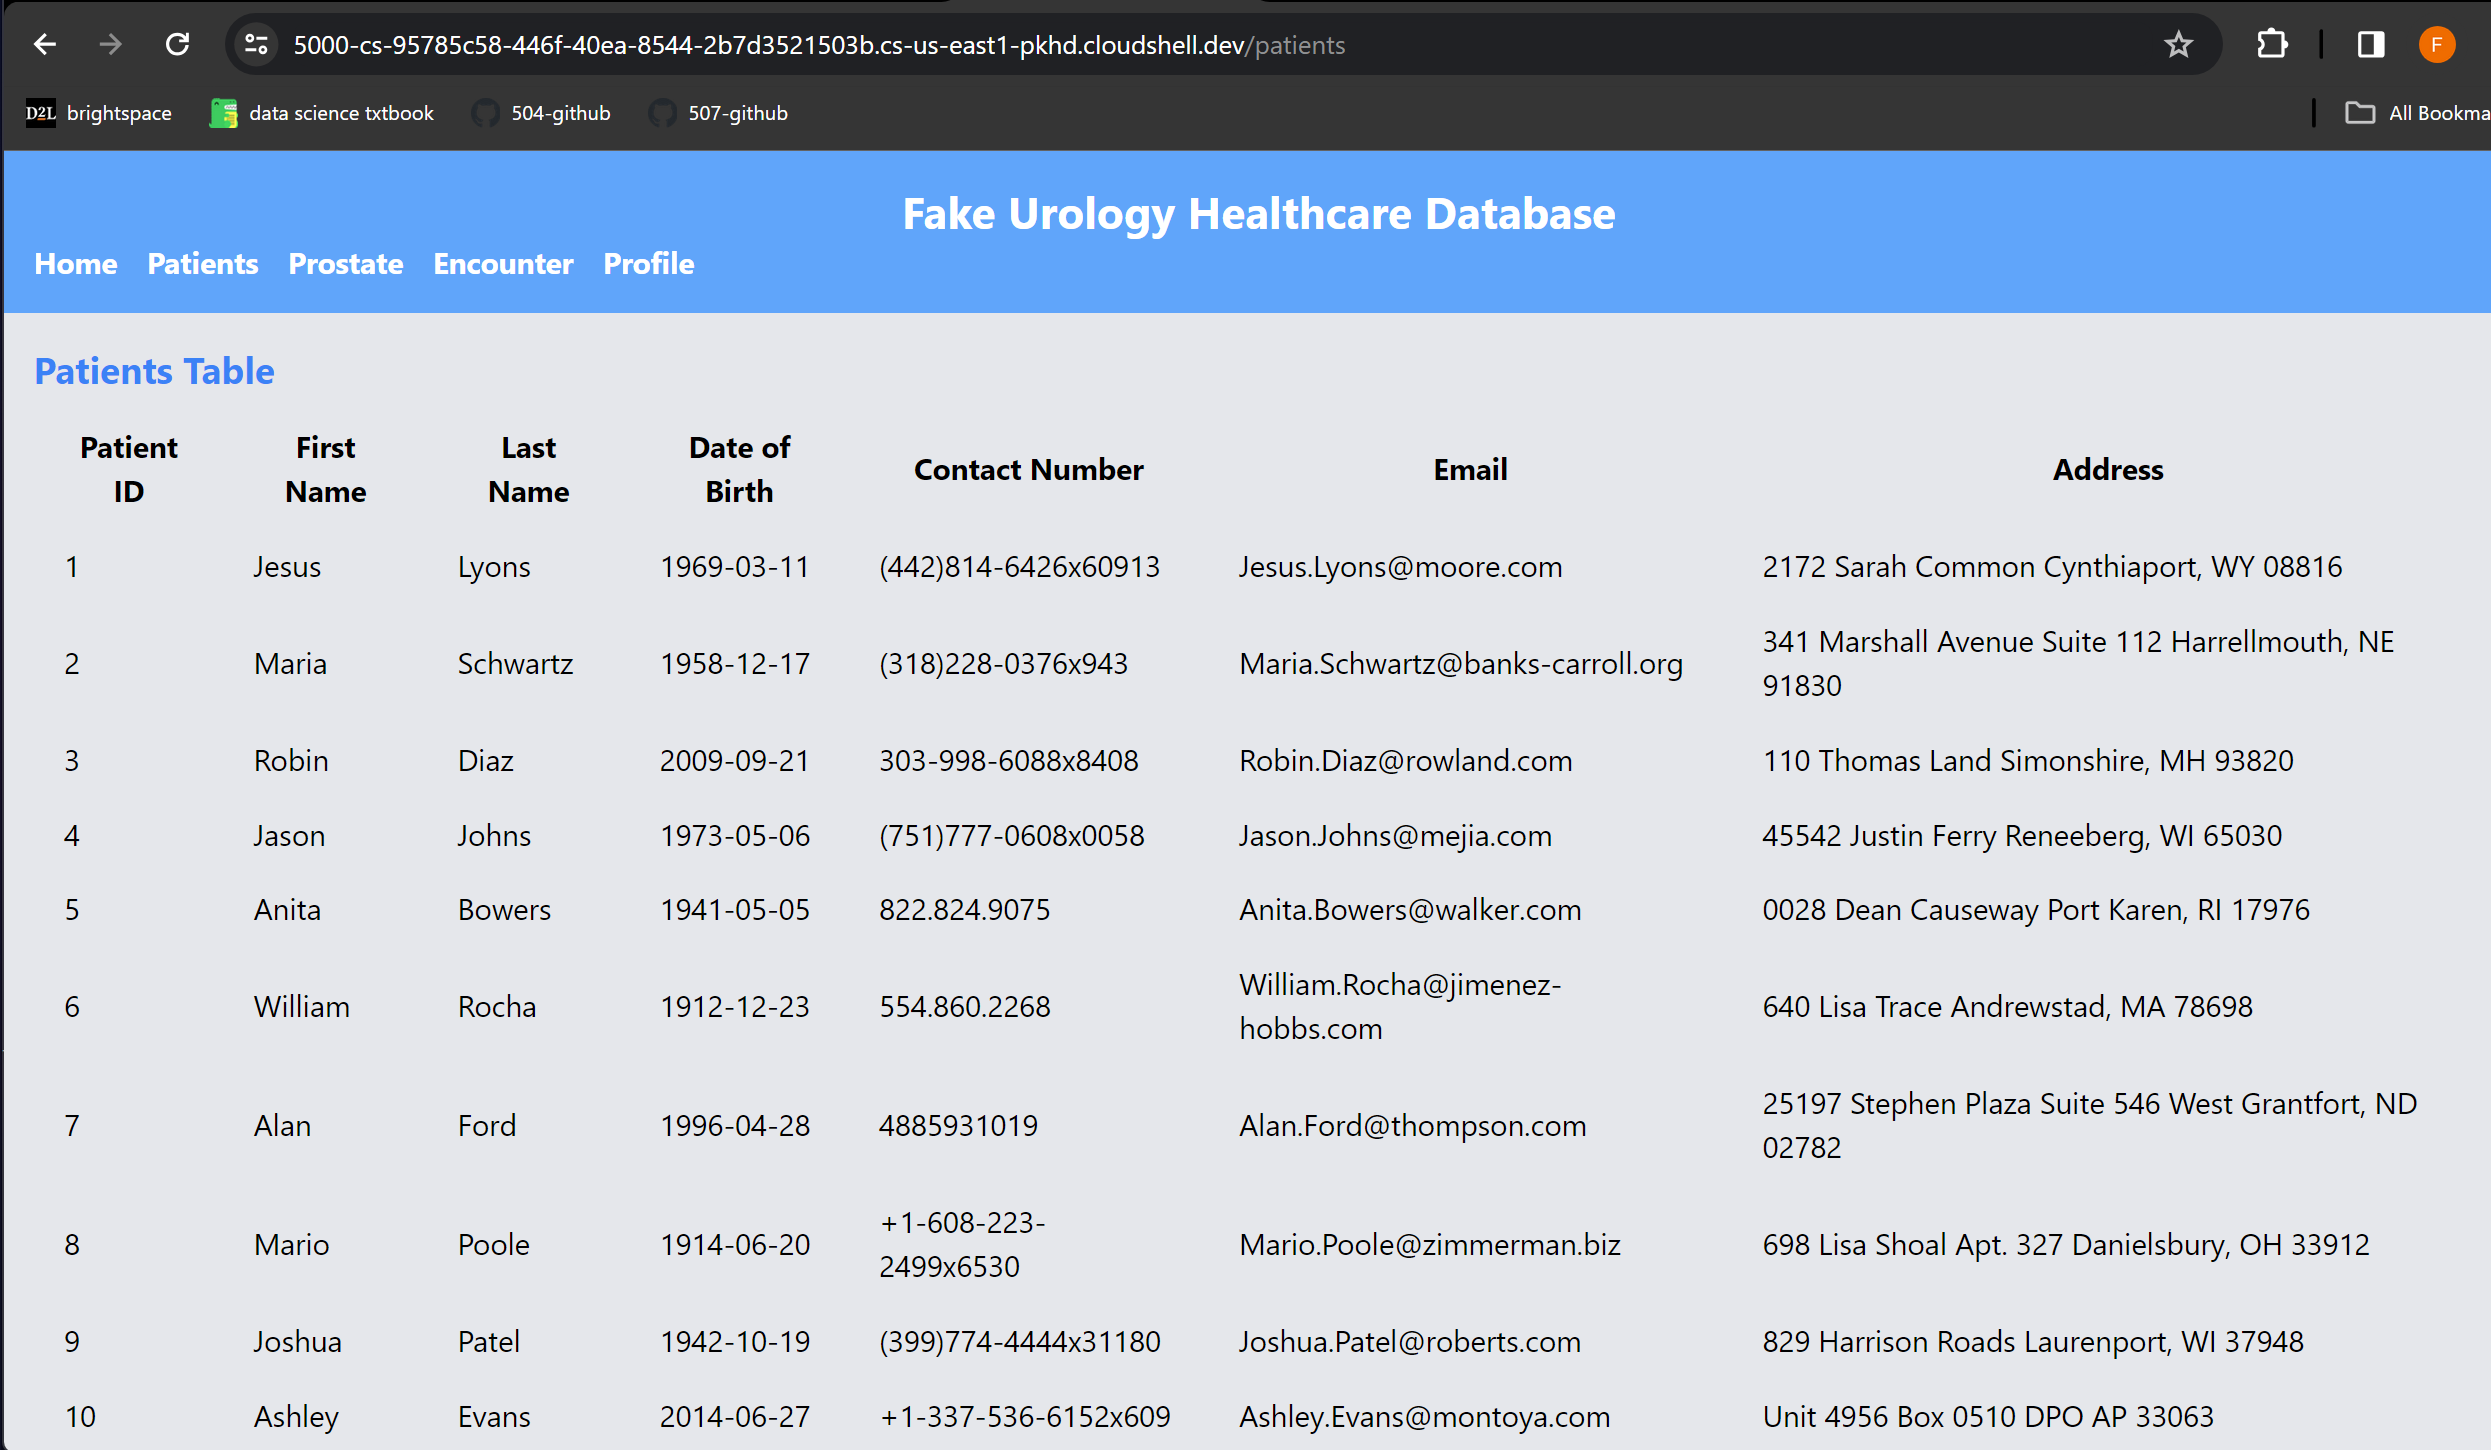 5000-cs-95785c58-446f-40ea-8544-2b7d3521503b.cs-us-east1-pkhd.cloudshell.dev/patients F
D2L brightspace data science txtbook 504-github 507-github All Bookma
Fake Urology Healthcare Database
Home Patients Prostate Encounter Profile
Patients Table
Patient ID First Name Last Name Date of Birth Contact Number Email Address
1 Jesus Lyons 1969-03-11 (442)814-6426x60913 Jesus.Lyons@moore.com 2172 Sarah Common Cynthiaport, WY 08816
2 Maria Schwartz 1958-12-17 (318)228-0376x943 Maria.Schwartz@banks-carroll.org 341 Marshall Avenue Suite 112 Harrellmouth, NE 91830
3 Robin Diaz 2009-09-21 303-998-6088x8408 Robin.Diaz@rowland.com 110 Thomas Land Simonshire, MH 93820
4 Jason Johns 1973-05-06 (751)777-0608x0058 Jason.Johns@mejia.com 45542 Justin Ferry Reneeberg, WI 65030
5 Anita Bowers 1941-05-05 822.824.9075 Anita.Bowers@walker.com 0028 Dean Causeway Port Karen, RI 17976
6 William Rocha 1912-12-23 554.860.2268 William.Rocha@jimenez-hobbs.com 640 Lisa Trace Andrewstad, MA 78698
7 Alan Ford 1996-04-28 4885931019 Alan.Ford@thompson.com 25197 Stephen Plaza Suite 546 West Grantfort, ND 02782
8 Mario Poole 1914-06-20 +1-608-223-2499x6530 Mario.Poole@zimmerman.biz 698 Lisa Shoal Apt. 327 Danielsbury, OH 33912
9 Joshua Patel 1942-10-19 (399)774-4444x31180 Joshua.Patel@roberts.com 829 Harrison Roads Laurenport, WI 37948
10 Ashley Evans 2014-06-27 +1-337-536-6152x609 Ashley.Evans@montoya.com Unit 4956 Box 0510 DPO AP 33063